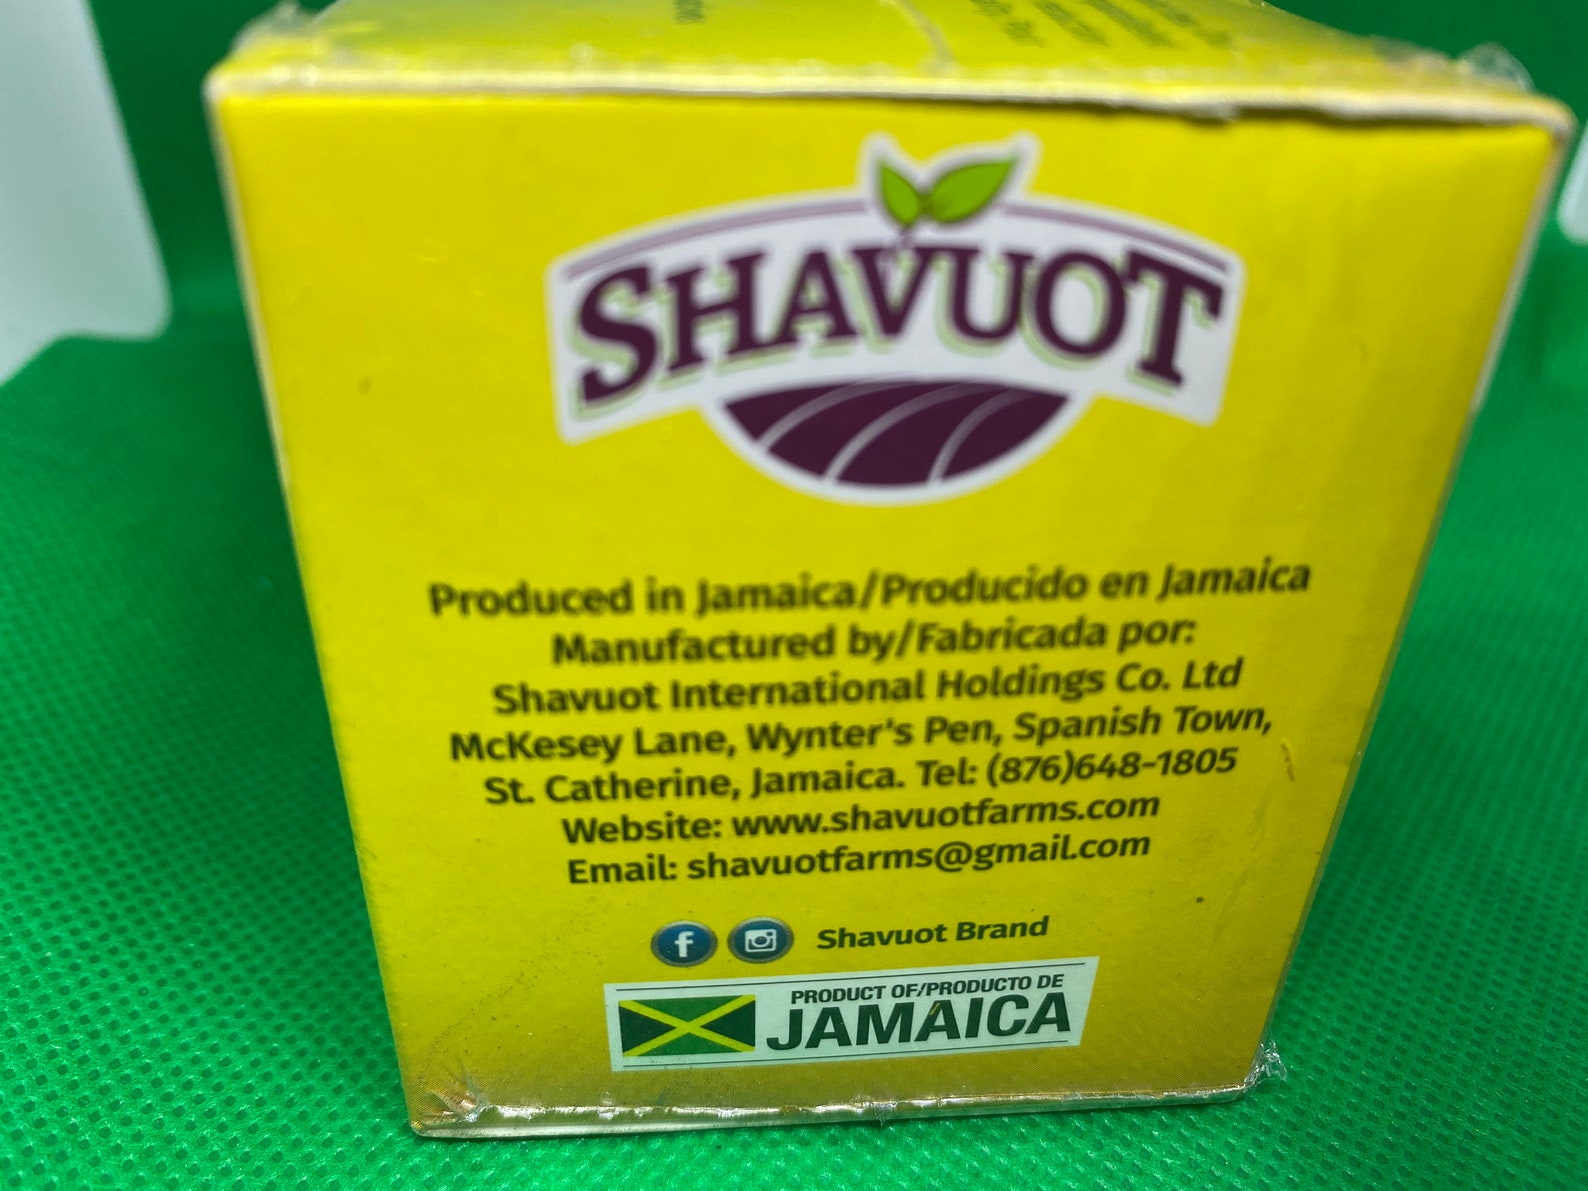 SHAVUOT
Produced in Jamaica/Producido en Jamaica
Manufactured by/Fabricada por:
Shavuot International Holdings Co. Ltd
McKesey Lane, Wynter's Pen, Spanish Town,
St. Catherine, Jamaica. Tel: (876)648-1805
Website: www.shavuotfarms.com
Email: shavuotfarms@gmail.com
f Shavuot Brand
PRODUCT OF/PRODUCTO DE
JAMAICA